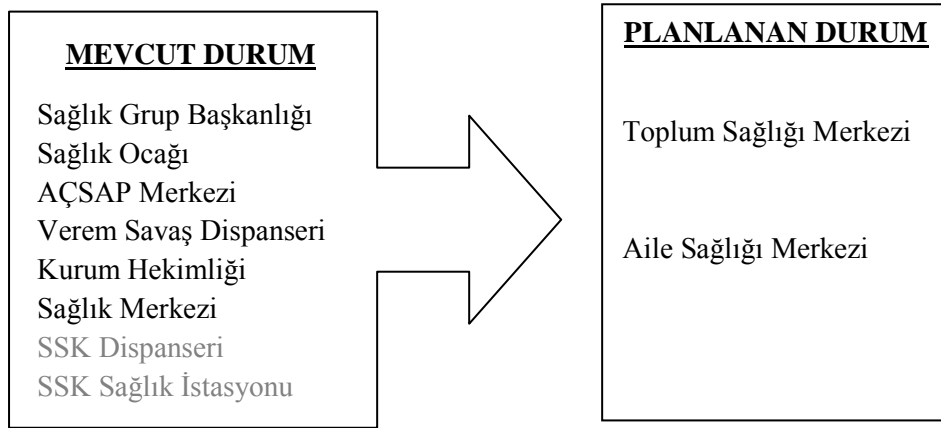 MEVCUT DURUM
Sağlık Grup Başkanlığı
Sağlık Ocağı
AÇSAP Merkezi
Verem Savaş Dispanseri
Kurum Hekimliği
Sağlık Merkezi
SSK Dispanseri
SSK Sağlık İstasyonu
PLANLANAN DURUM
Toplum Sağlığı Merkezi
Aile Sağlığı Merkezi